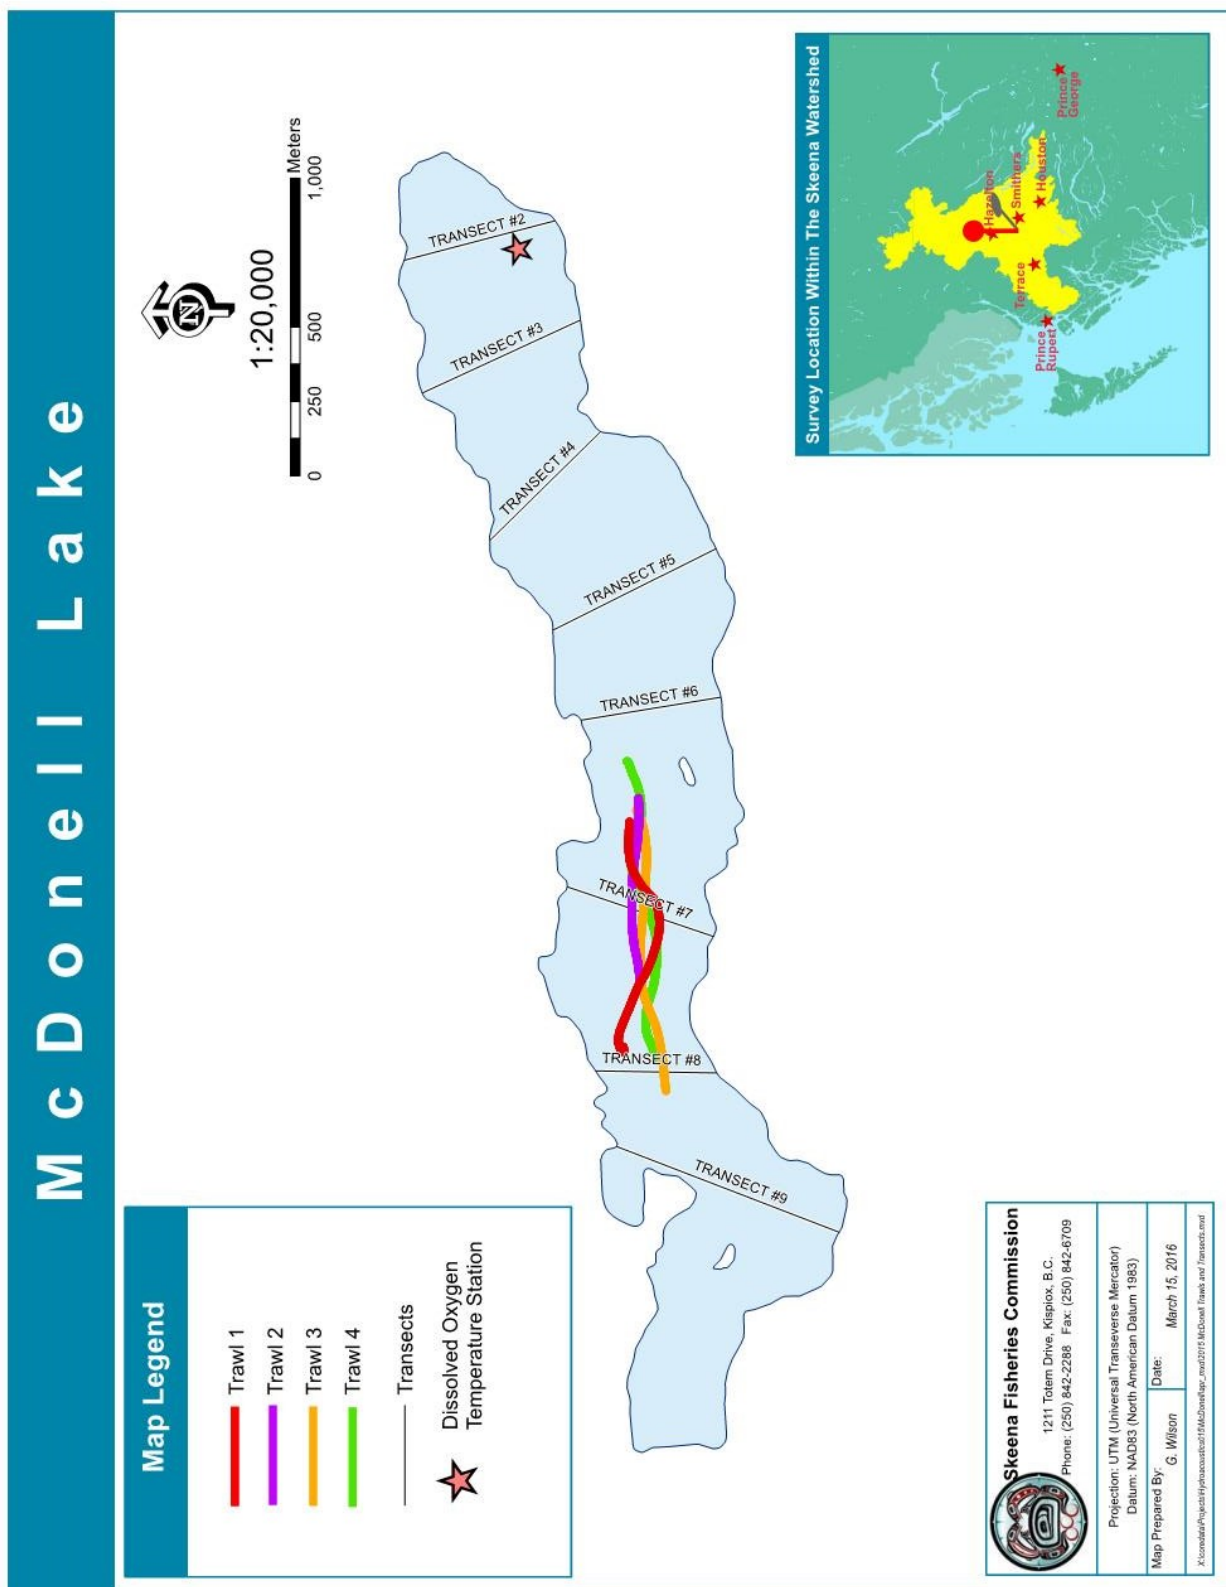 McDonell Lake
N
1:20,000
0 250 500 1,000
Meters
TRANSECT #2
TRANSECT #3
TRANSECT #4
TRANSECT #5
TRANSECT #6
TRANSECT #7
TRANSECT #8
TRANSECT #9
Map Legend
Trawl 1
Trawl 2
Trawl 3
Trawl 4
Transects
Dissolved Oxygen
Temperature Station
Skeena Fisheries Commission
1211 Totem Drive, Kispiox, B.C.
Phone: (250) 842-2288 Fax: (250) 842-6709
Projection: UTM (Universal Transeverse Mercator)
Datum: NAD83 (North American Datum 1983)
Map Prepared By:
G. Wilson
Date:
March 15, 2016
Survey Location Within The Skeena Watershed
Hazelton
Smithers
Houston
Terrace
Prince
Rupert
Prince
George